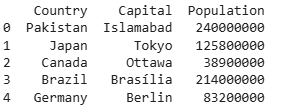 Country Capital Population
0 Pakistan Islamabad 240000000
1 Japan Tokyo 125800000
2 Canada Ottawa 38900000
3 Brazil Brasília 214000000
4 Germany Berlin 83200000